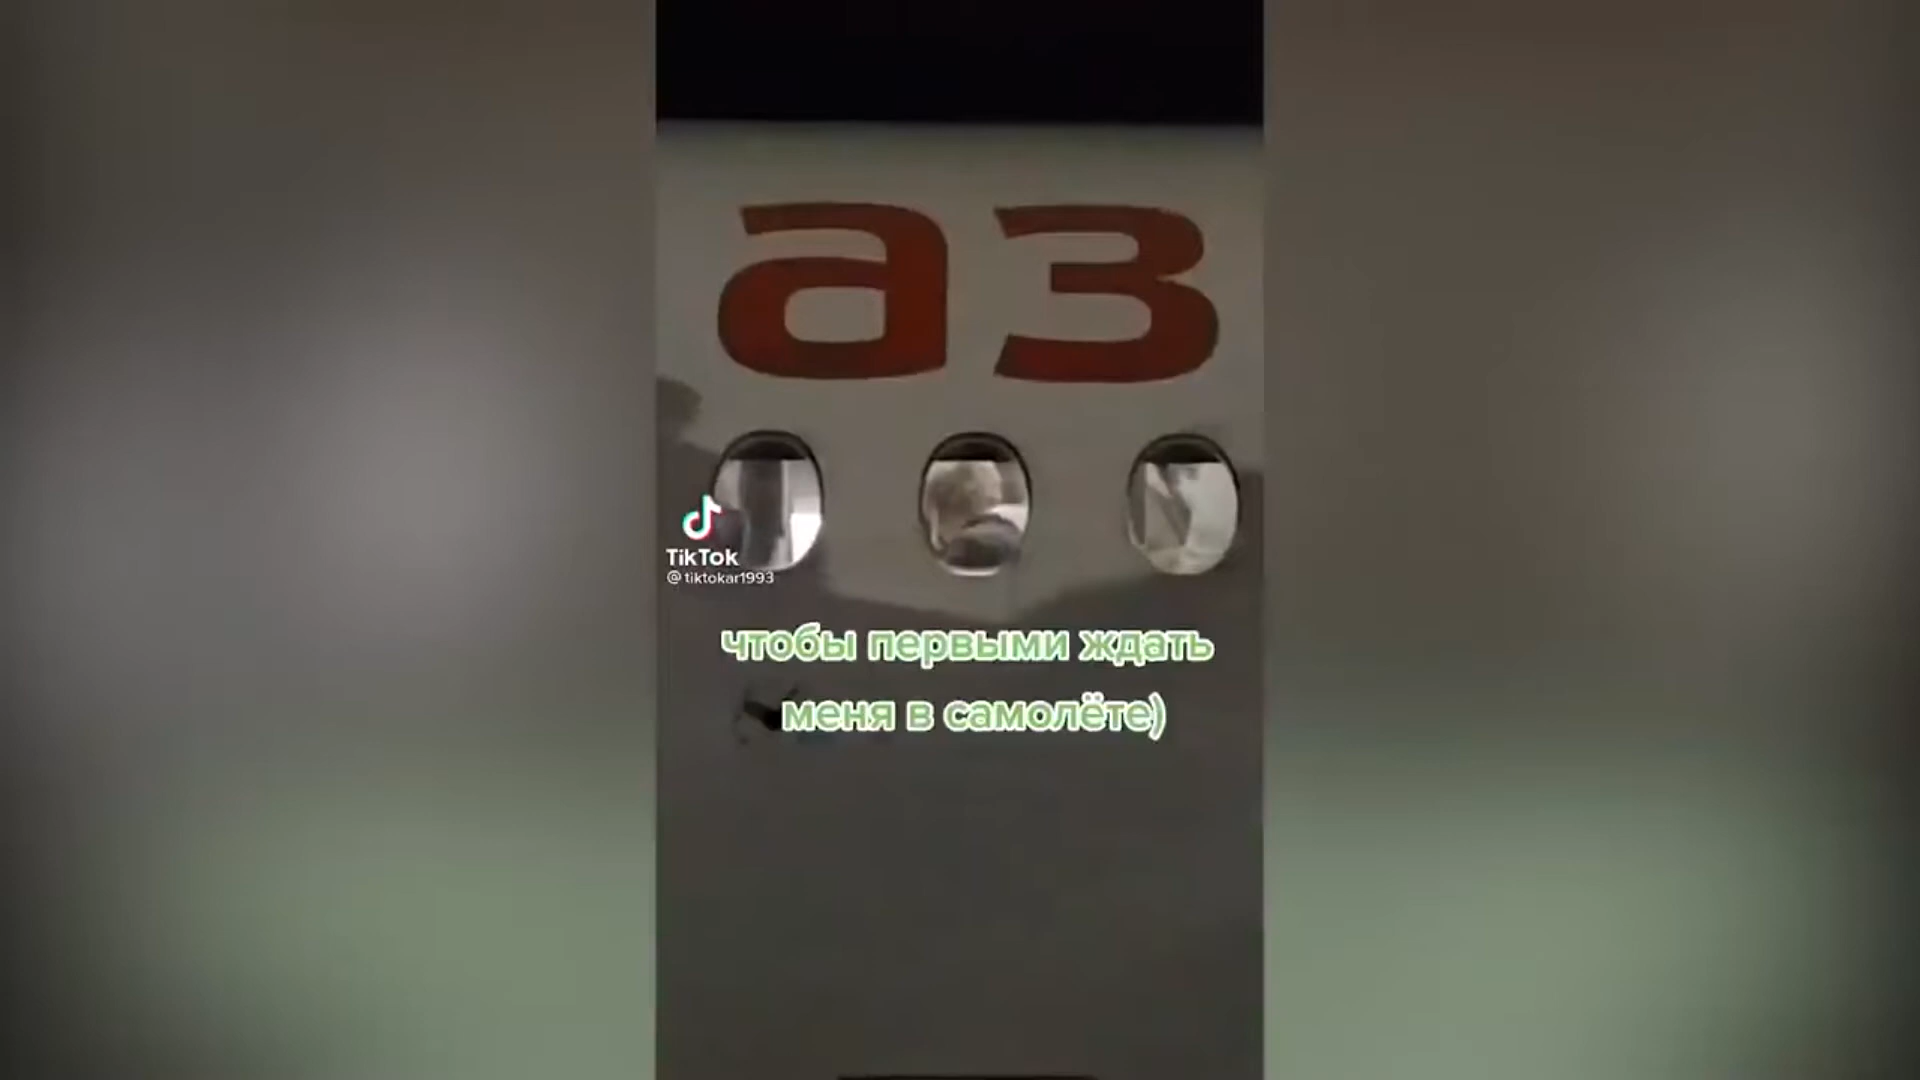 аз
TikTok
@tiktokar1993
чтобы первыми ждать
меня в самолёте)